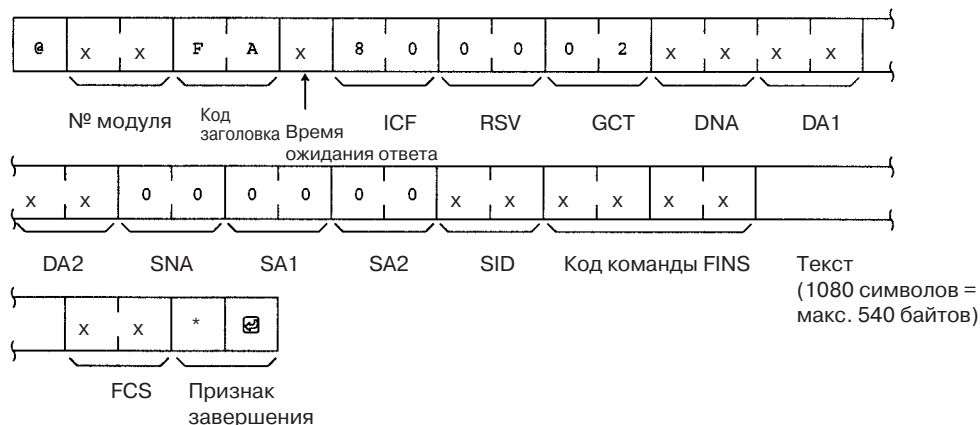 @ x x F A x 8 0 0 0 0 2 x x x x
№ модуля Код заголовка Время ожидания ответа ICF RSV GCT DNA DA1
x x 0 0 0 0 0 0 x x x x x x
DA2 SNA SA1 SA2 SID Код команды FINS Текст
(1080 символов =
макс. 540 байтов)
x x * ↵
FCS Признак
завершения